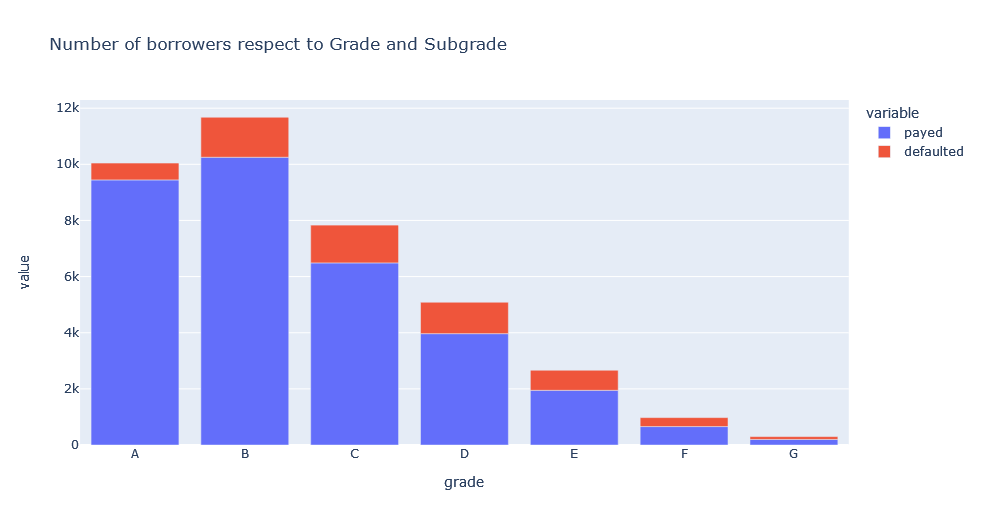 Number of borrowers respect to Grade and Subgrade
variable
payed
defaulted
12k
10k
8k
6k
4k
2k
0
value
A B C D E F G
grade